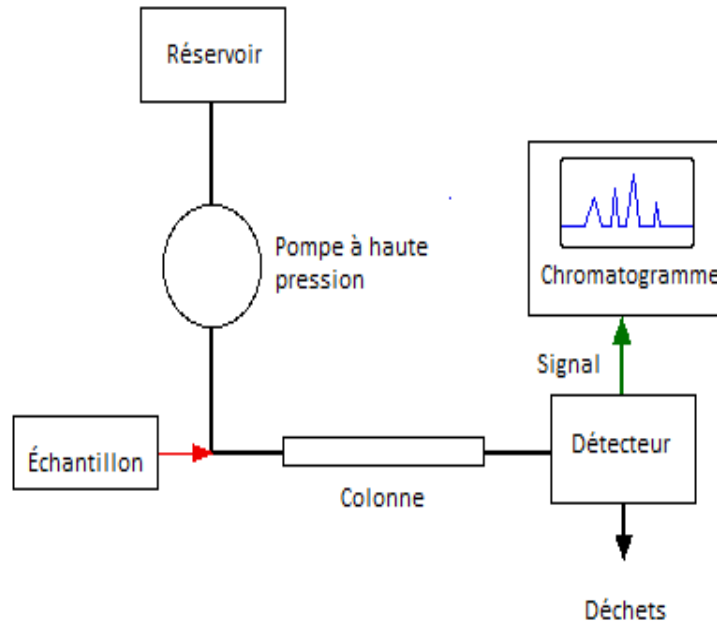 Réservoir
Pompe à haute
pression
Chromatogramme
Signal
Échantillon
Détecteur
Colonne
Déchets